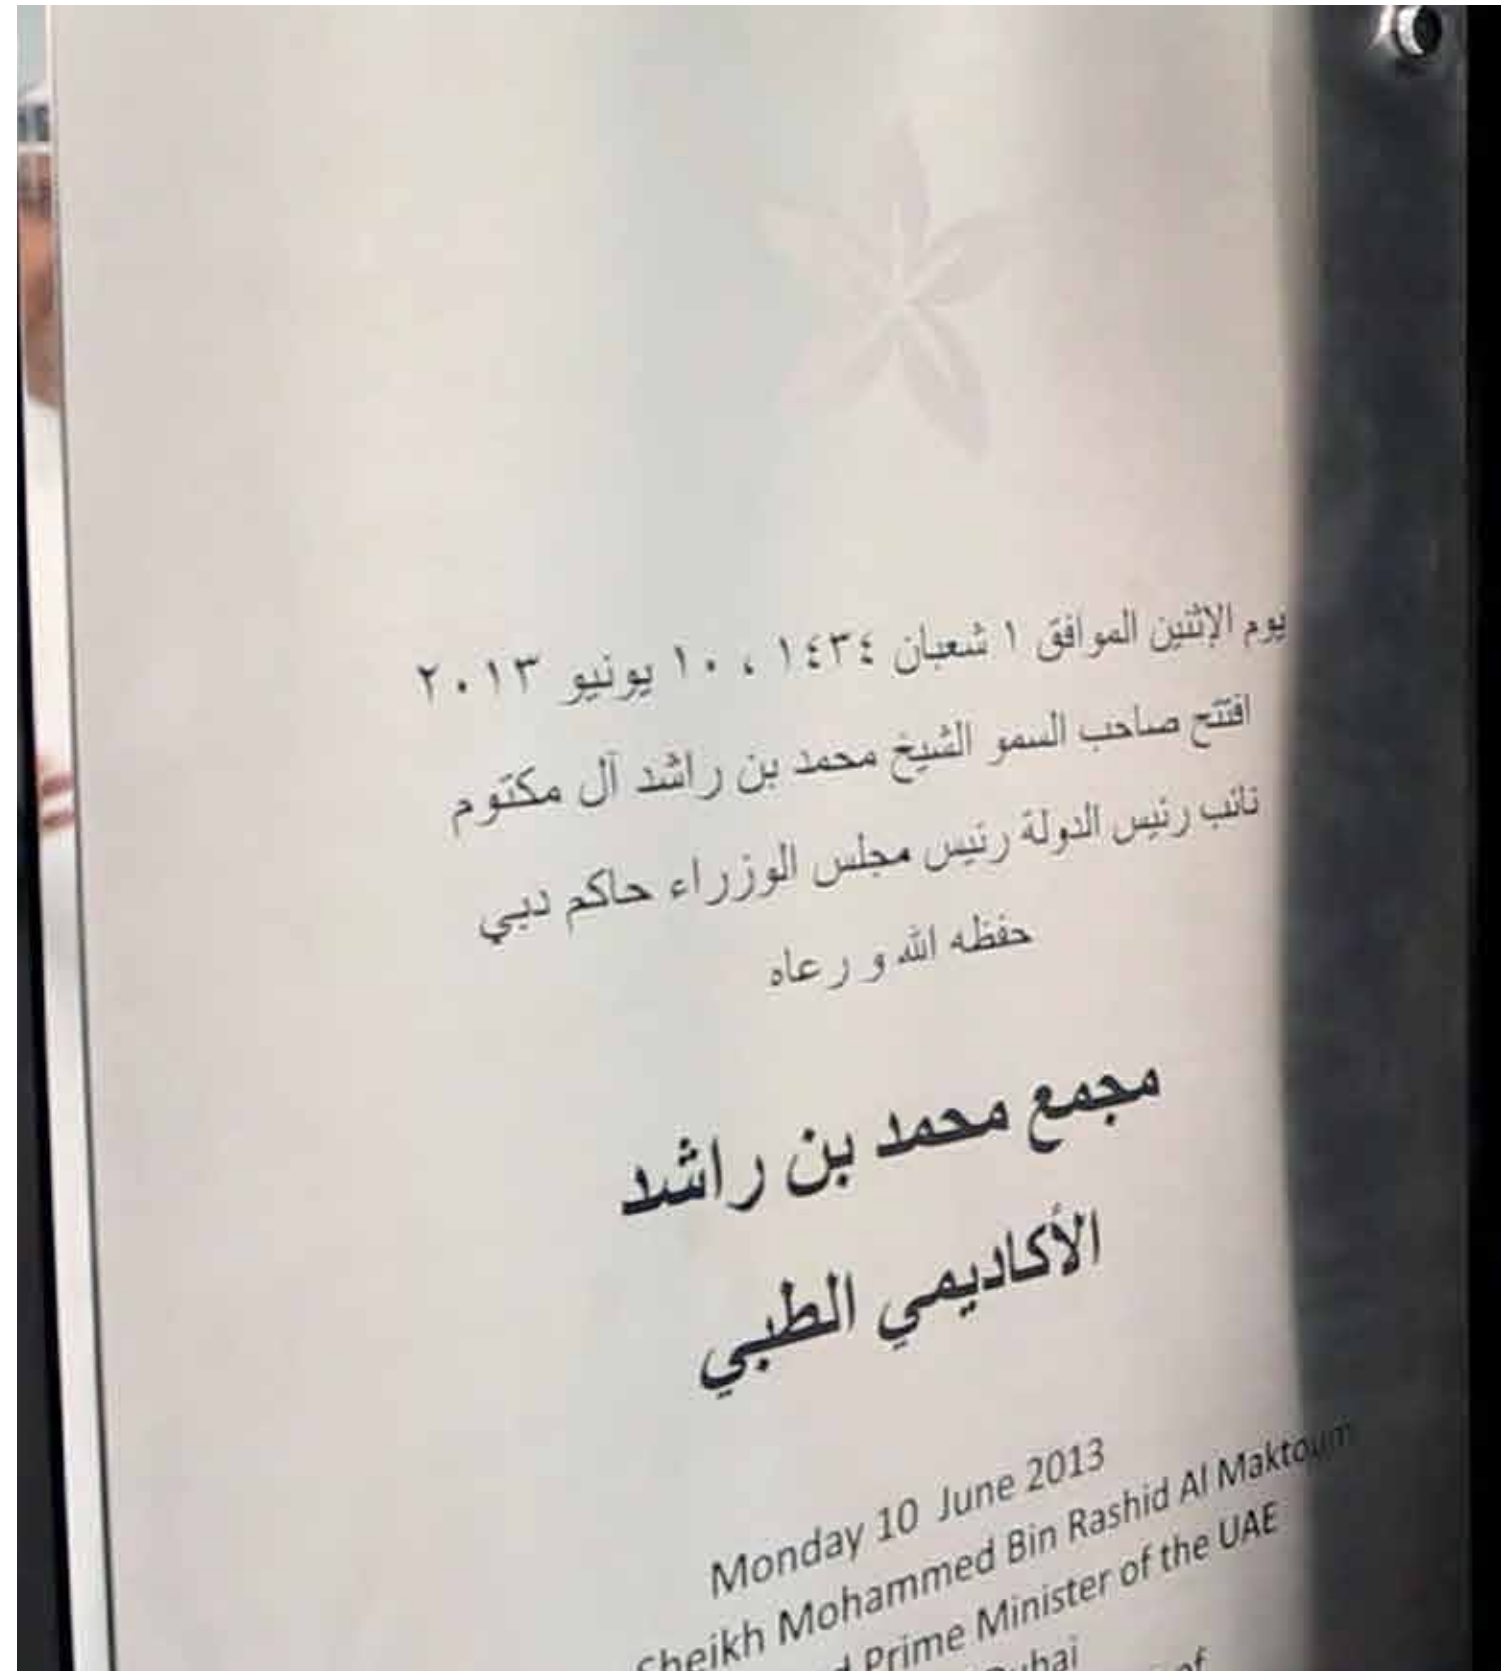 يوم الإثنين الموافق ١ شعبان ١٤٣٤ ، ١٠ يونيو ٢٠١٣
افتتح صاحب السمو الشيخ محمد بن راشد آل مكتوم
نائب رئيس الدولة رئيس مجلس الوزراء حاكم دبي
حفظه الله و رعاه
مجمع محمد بن راشد
الأكاديمي الطبي
Monday 10 June 2013
Sheikh Mohammed Bin Rashid Al Maktoum
Prime Minister of the UAE
Dubai
of